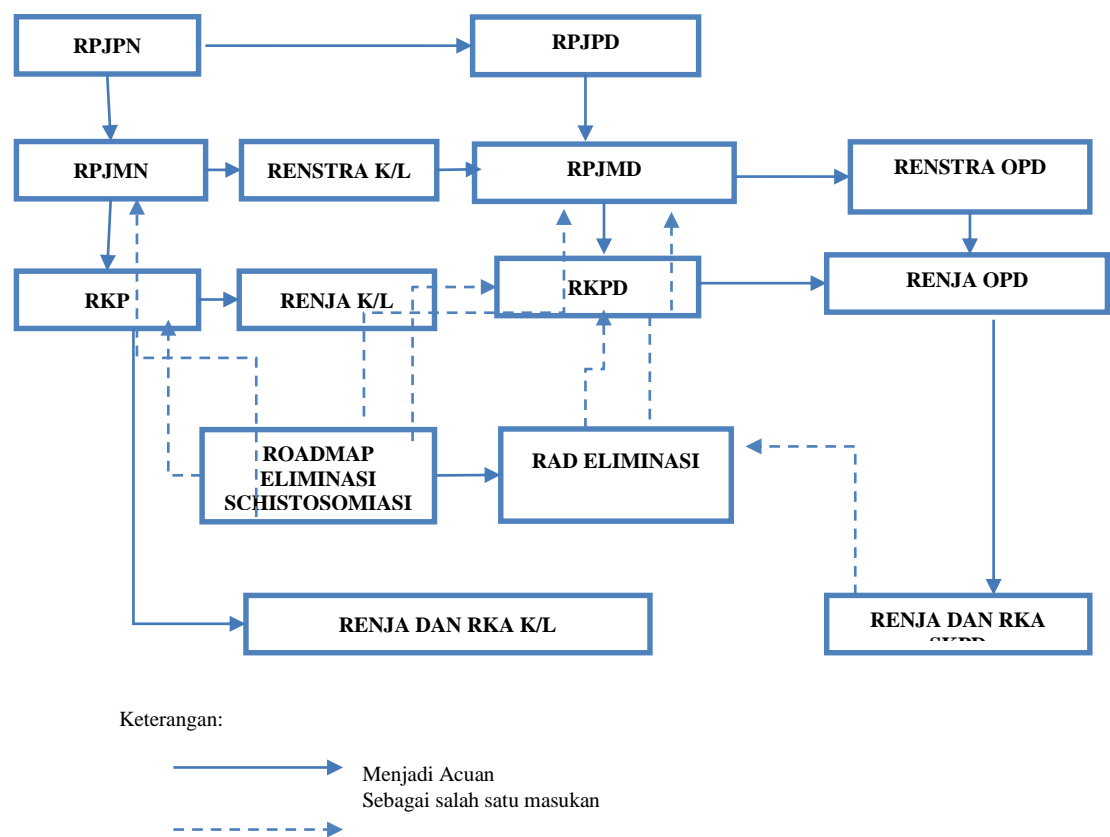 RPJPN
RPJPD
RPJMN
RENSTRA K/L
RPJMD
RENSTRA OPD
RKP
RENJA K/L
RKPD
RENJA OPD
ROADMAP
ELIMINASI
SCHISTOSOMIASI
RAD ELIMINASI
RENJA DAN RKA K/L
RENJA DAN RKA
Keterangan:
Menjadi Acuan
Sebagai salah satu masukan